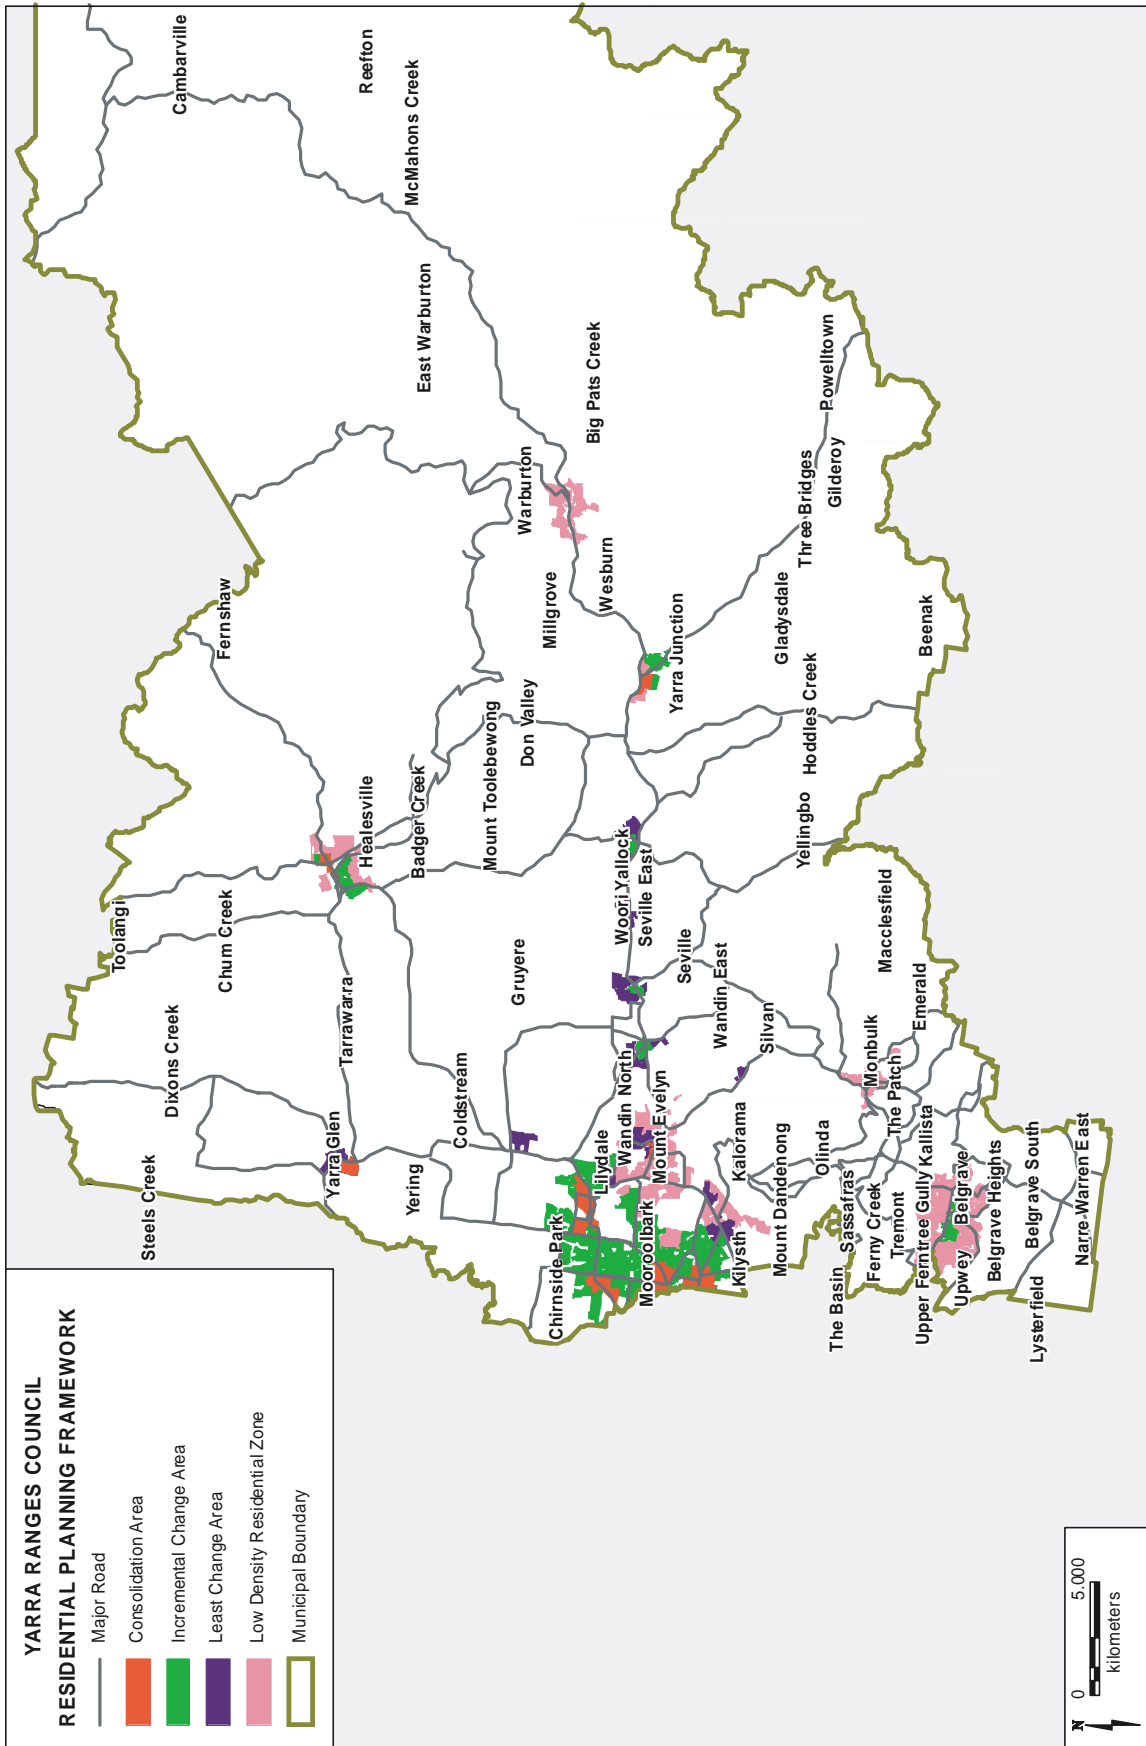 YARRA RANGES COUNCIL
RESIDENTIAL PLANNING FRAMEWORK
Major Road
Consolidation Area
Incremental Change Area
Least Change Area
Low Density Residential Zone
Municipal Boundary
Cambarville
Reefton
McMahons Creek
East Warburton
Big Pats Creek
Powelltown
Warburton
Three Bridges
Gilderoy
Fernshaw
Millgrove
Wesburn
Gladysdale
Beenak
Yarra Junction
Don Valley
Hoddles Creek
Mount Toolebewong
Healesville
Badger Creek
Woori Yallock
Yellingbo
Toolangi
Chum Creek
Seville East
Macclesfield
Gruyere
Seville
Wandin East
Emerald
Tarrawarra
Silvan
Monbulk
Dixons Creek
Coldstream
Wandin North
Mount Evelyn
The Patch
Yarra Glen
Lilydale
Kalorama
Olinda
Kallista
Steels Creek
Yering
Mount Dandenong
Sassafras
Belgrave
Belgrave Heights
Belgrave South
Narre Warren East
Chirnside Park
Mooroolbark
Kilysth
Ferny Creek
Tremont
The Basin
Upper Ferntree Gully
Upwey
Lysterfield
N
0 5.000
kilometers